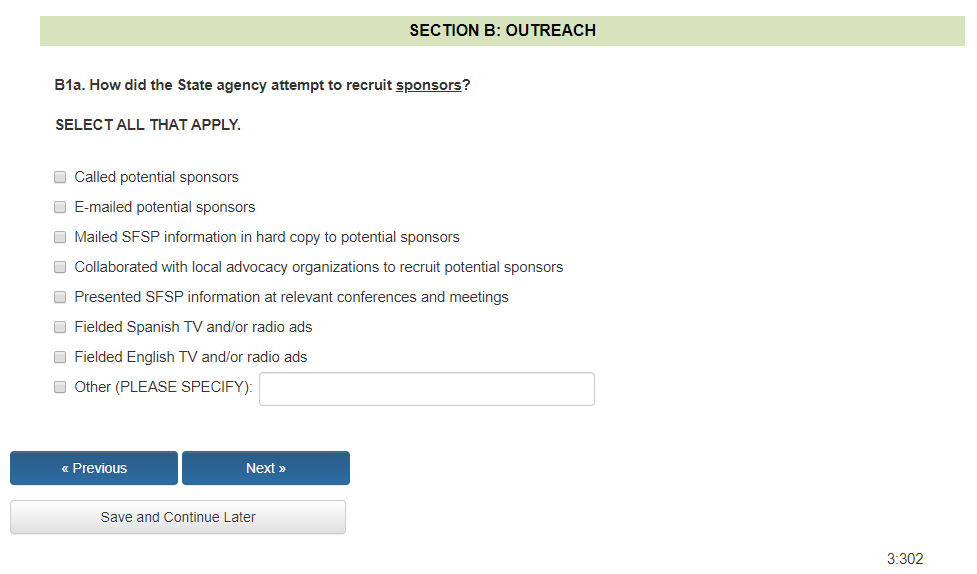 SECTION B: OUTREACH
B1a. How did the State agency attempt to recruit sponsors?
SELECT ALL THAT APPLY.
Called potential sponsors
E-mailed potential sponsors
Mailed SFSP information in hard copy to potential sponsors
Collaborated with local advocacy organizations to recruit potential sponsors
Presented SFSP information at relevant conferences and meetings
Fielded Spanish TV and/or radio ads
Fielded English TV and/or radio ads
Other (PLEASE SPECIFY):
« Previous
Next »
Save and Continue Later
3:302